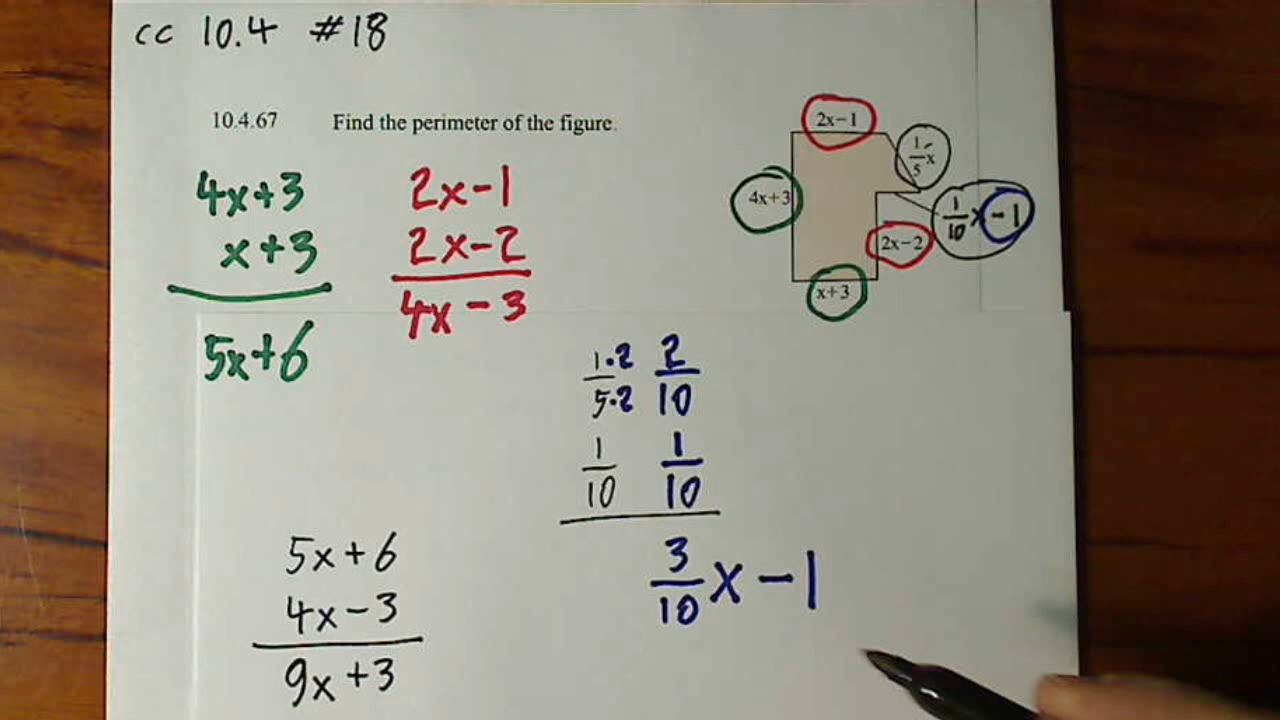 cc 10.4 #18
10.4.67 Find the perimeter of the figure.
2x−1
1/5 x
4x+3
1/10 x −1
2x−2
x+3
4x+3
x+3
5x+6
2x−1
2x−2
4x−3
1·2/5·2 2/10
1/10 1/10
3/10 x − 1
5x+6
4x−3
9x+3